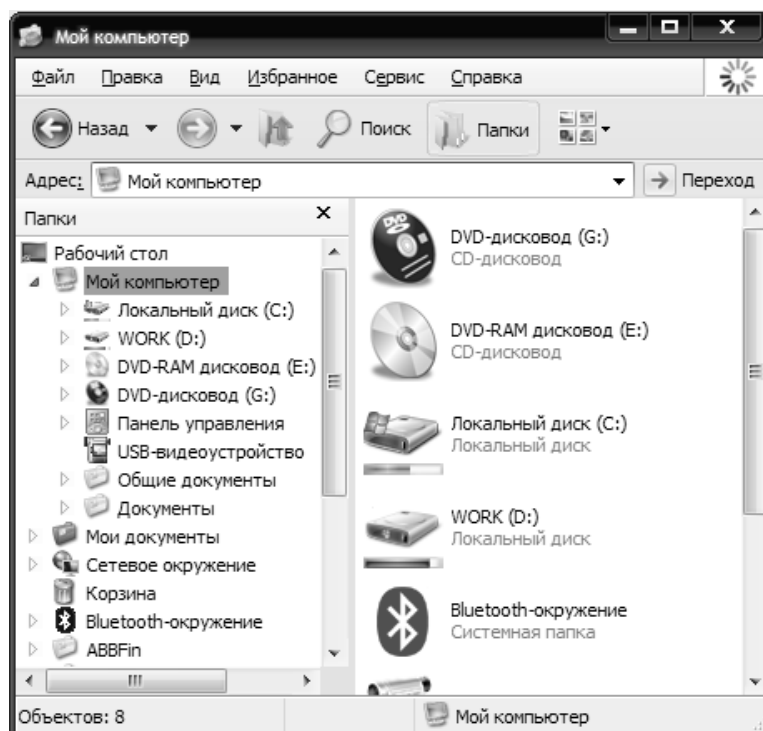 Мой компьютер
Файл Правка Вид Избранное Сервис Справка
Назад Поиск Папки
Адрес: Мой компьютер Переход
Папки
Рабочий стол
Мой компьютер
Локальный диск (C:)
WORK (D:)
DVD-RAM дисковод (E:)
DVD-дисковод (G:)
Панель управления
USB-видеоустройство
Общие документы
Документы
Мои документы
Сетевое окружение
Корзина
Bluetooth-окружение
ABBFin
DVD-дисковод (G:)
CD-дисковод
DVD-RAM дисковод (E:)
CD-дисковод
Локальный диск (C:)
Локальный диск
WORK (D:)
Локальный диск
Bluetooth-окружение
Системная папка
Объектов: 8 Мой компьютер